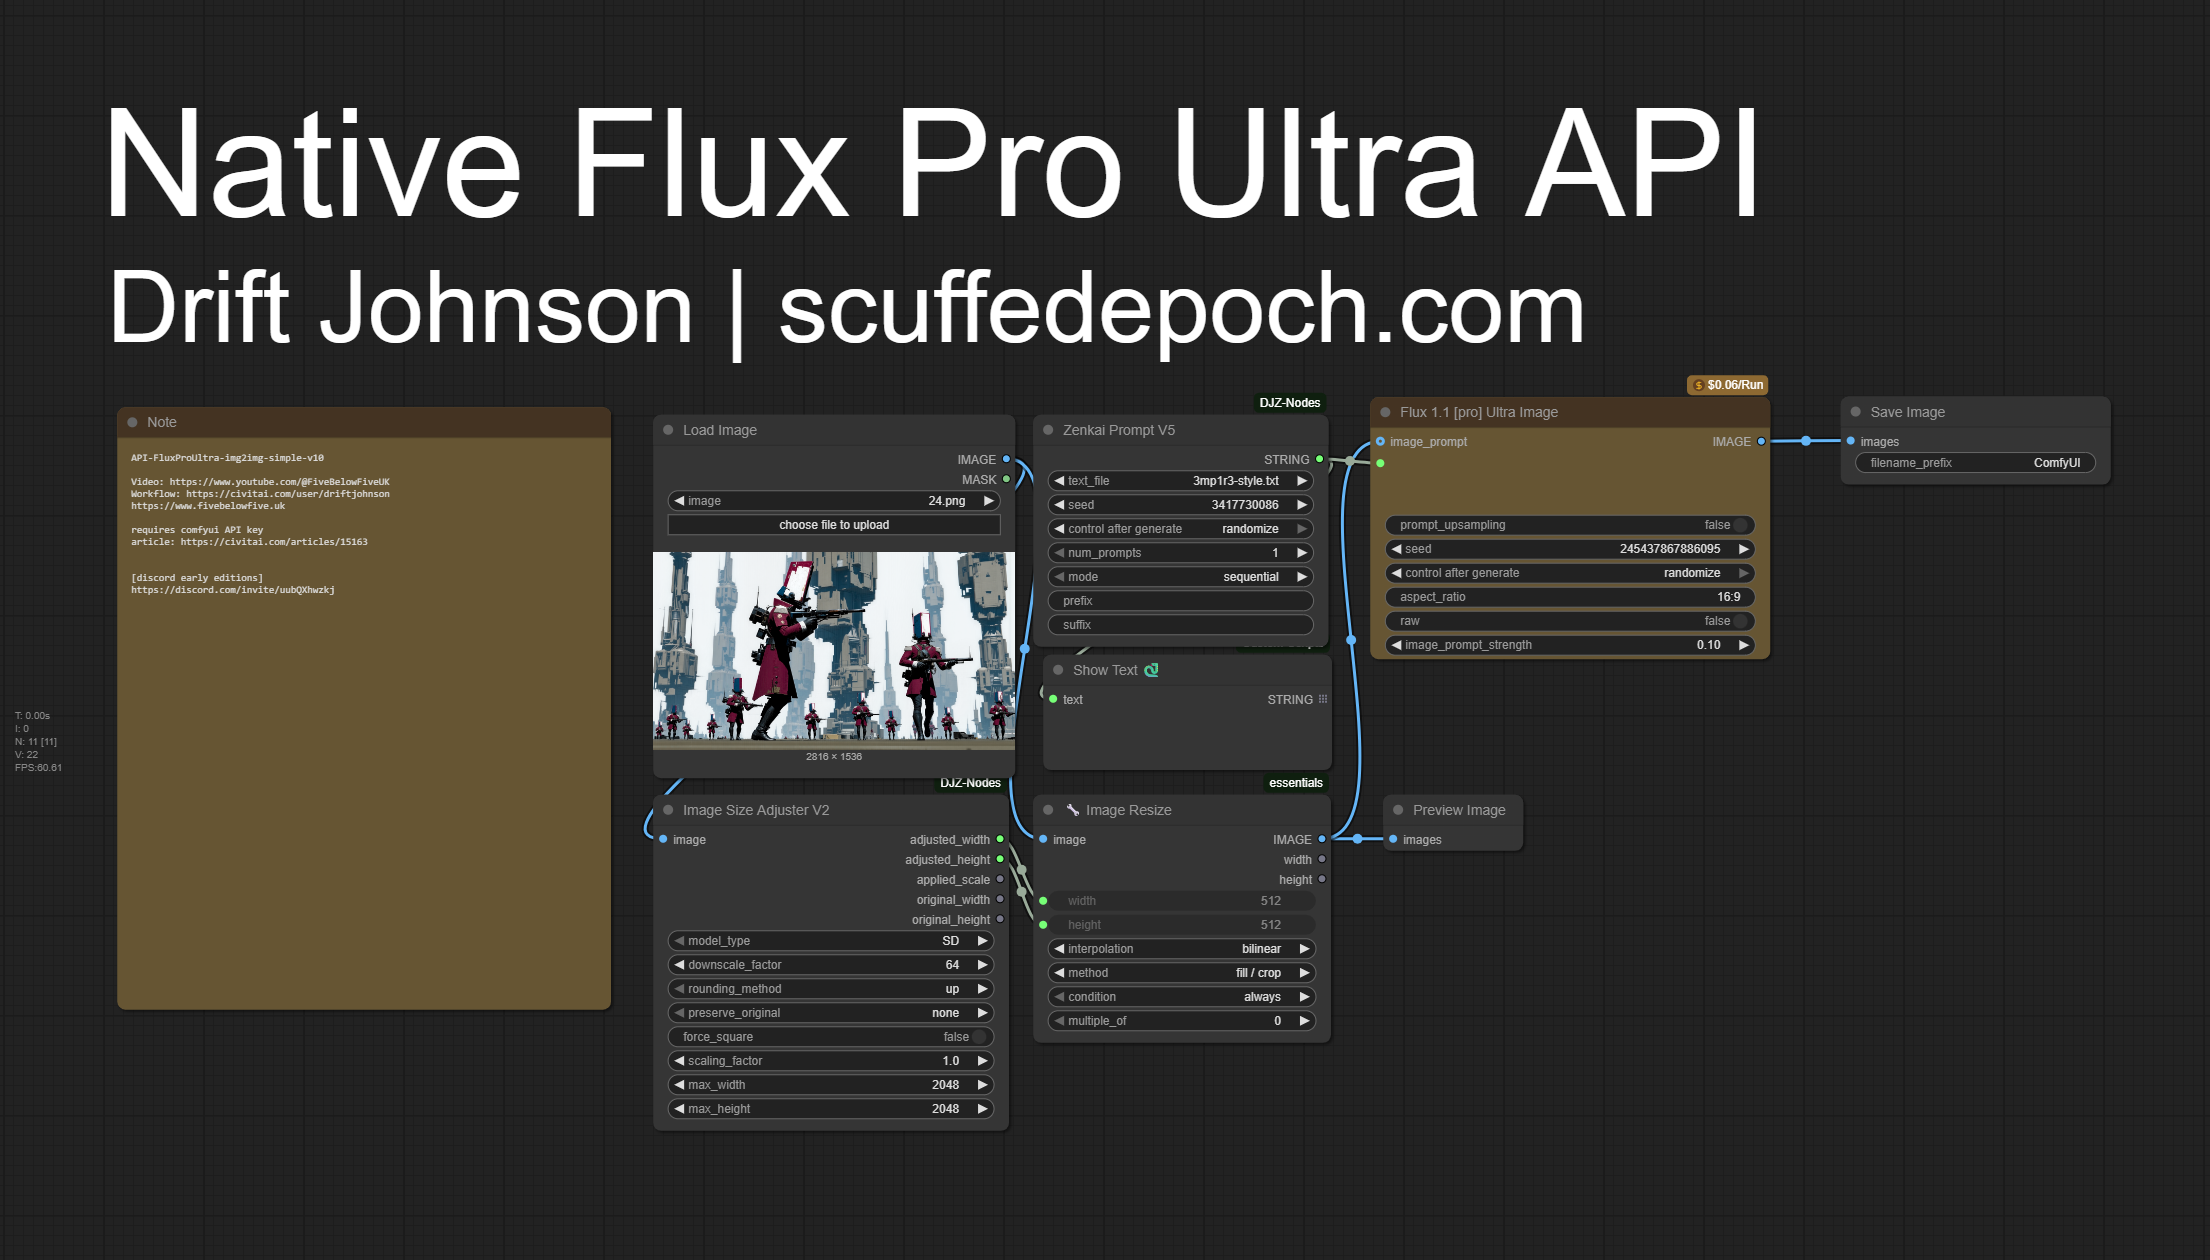 Native Flux Pro Ultra API
Drift Johnson | scuffedepoch.com
Note
API-FluxProUltra-img2img-simple-v10
Video: https://www.youtube.com/@FiveBelowFiveUK
Workflow: https://civitai.com/user/driftjohnson
https://www.fivebelowfive.uk
requires comfyui API key
article: https://civitai.com/articles/15163
[discord early editions]
https://discord.com/invite/uubQXhwzkj
T: 0.00s
I: 0
N: 11 [11]
V: 22
FPS:60.61
Load Image
IMAGE
MASK
image 24.png
choose file to upload
2816 × 1536
DJZ-Nodes
Zenkai Prompt V5
STRING
text_file 3mp1r3-style.txt
seed 3417730086
control after generate randomize
num_prompts 1
mode sequential
prefix
suffix
Show Text
text STRING
$0.06/Run
Flux 1.1 [pro] Ultra Image
image_prompt IMAGE
prompt_upsampling false
seed 245437867886095
control after generate randomize
aspect_ratio 16:9
raw false
image_prompt_strength 0.10
Save Image
images
filename_prefix ComfyUI
DJZ-Nodes
Image Size Adjuster V2
image adjusted_width
adjusted_height
applied_scale
original_width
original_height
model_type SD
downscale_factor 64
rounding_method up
preserve_original none
force_square false
scaling_factor 1.0
max_width 2048
max_height 2048
essentials
Image Resize
image IMAGE
width
height
width 512
height 512
interpolation bilinear
method fill / crop
condition always
multiple_of 0
Preview Image
images